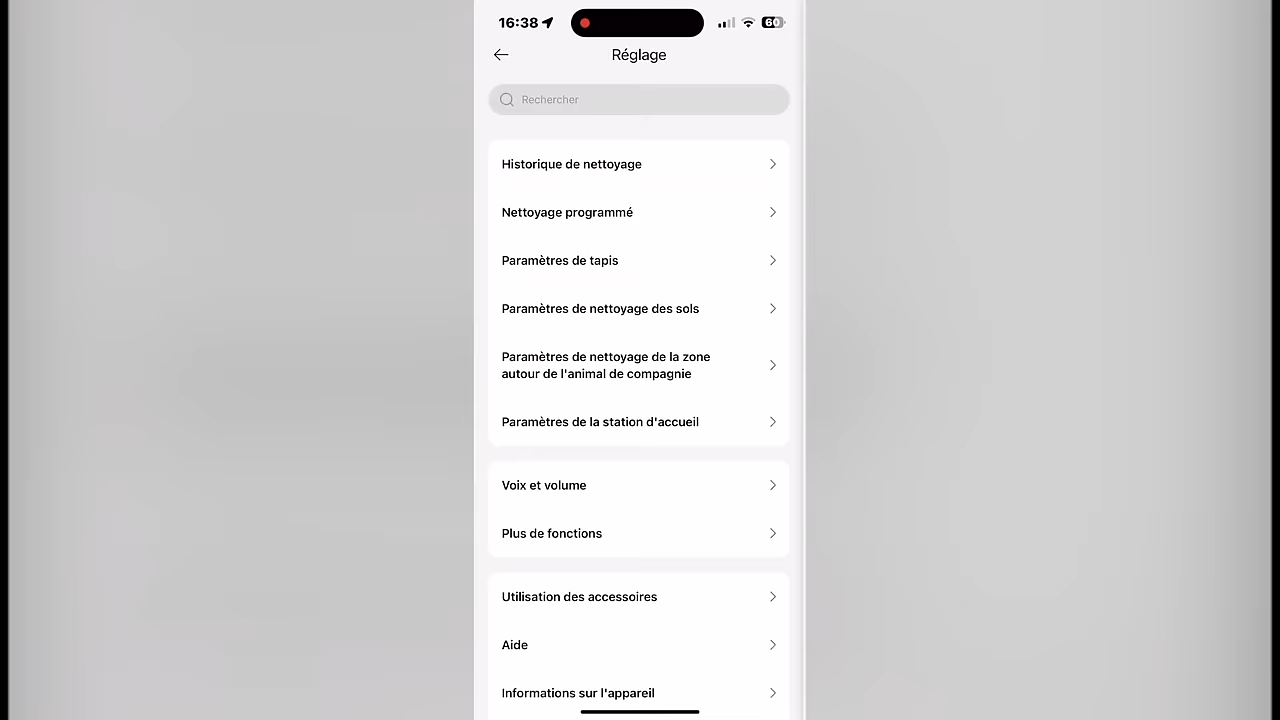 16:38
60
Réglage
Rechercher
Historique de nettoyage
Nettoyage programmé
Paramètres de tapis
Paramètres de nettoyage des sols
Paramètres de nettoyage de la zone
autour de l'animal de compagnie
Paramètres de la station d'accueil
Voix et volume
Plus de fonctions
Utilisation des accessoires
Aide
Informations sur l'appareil